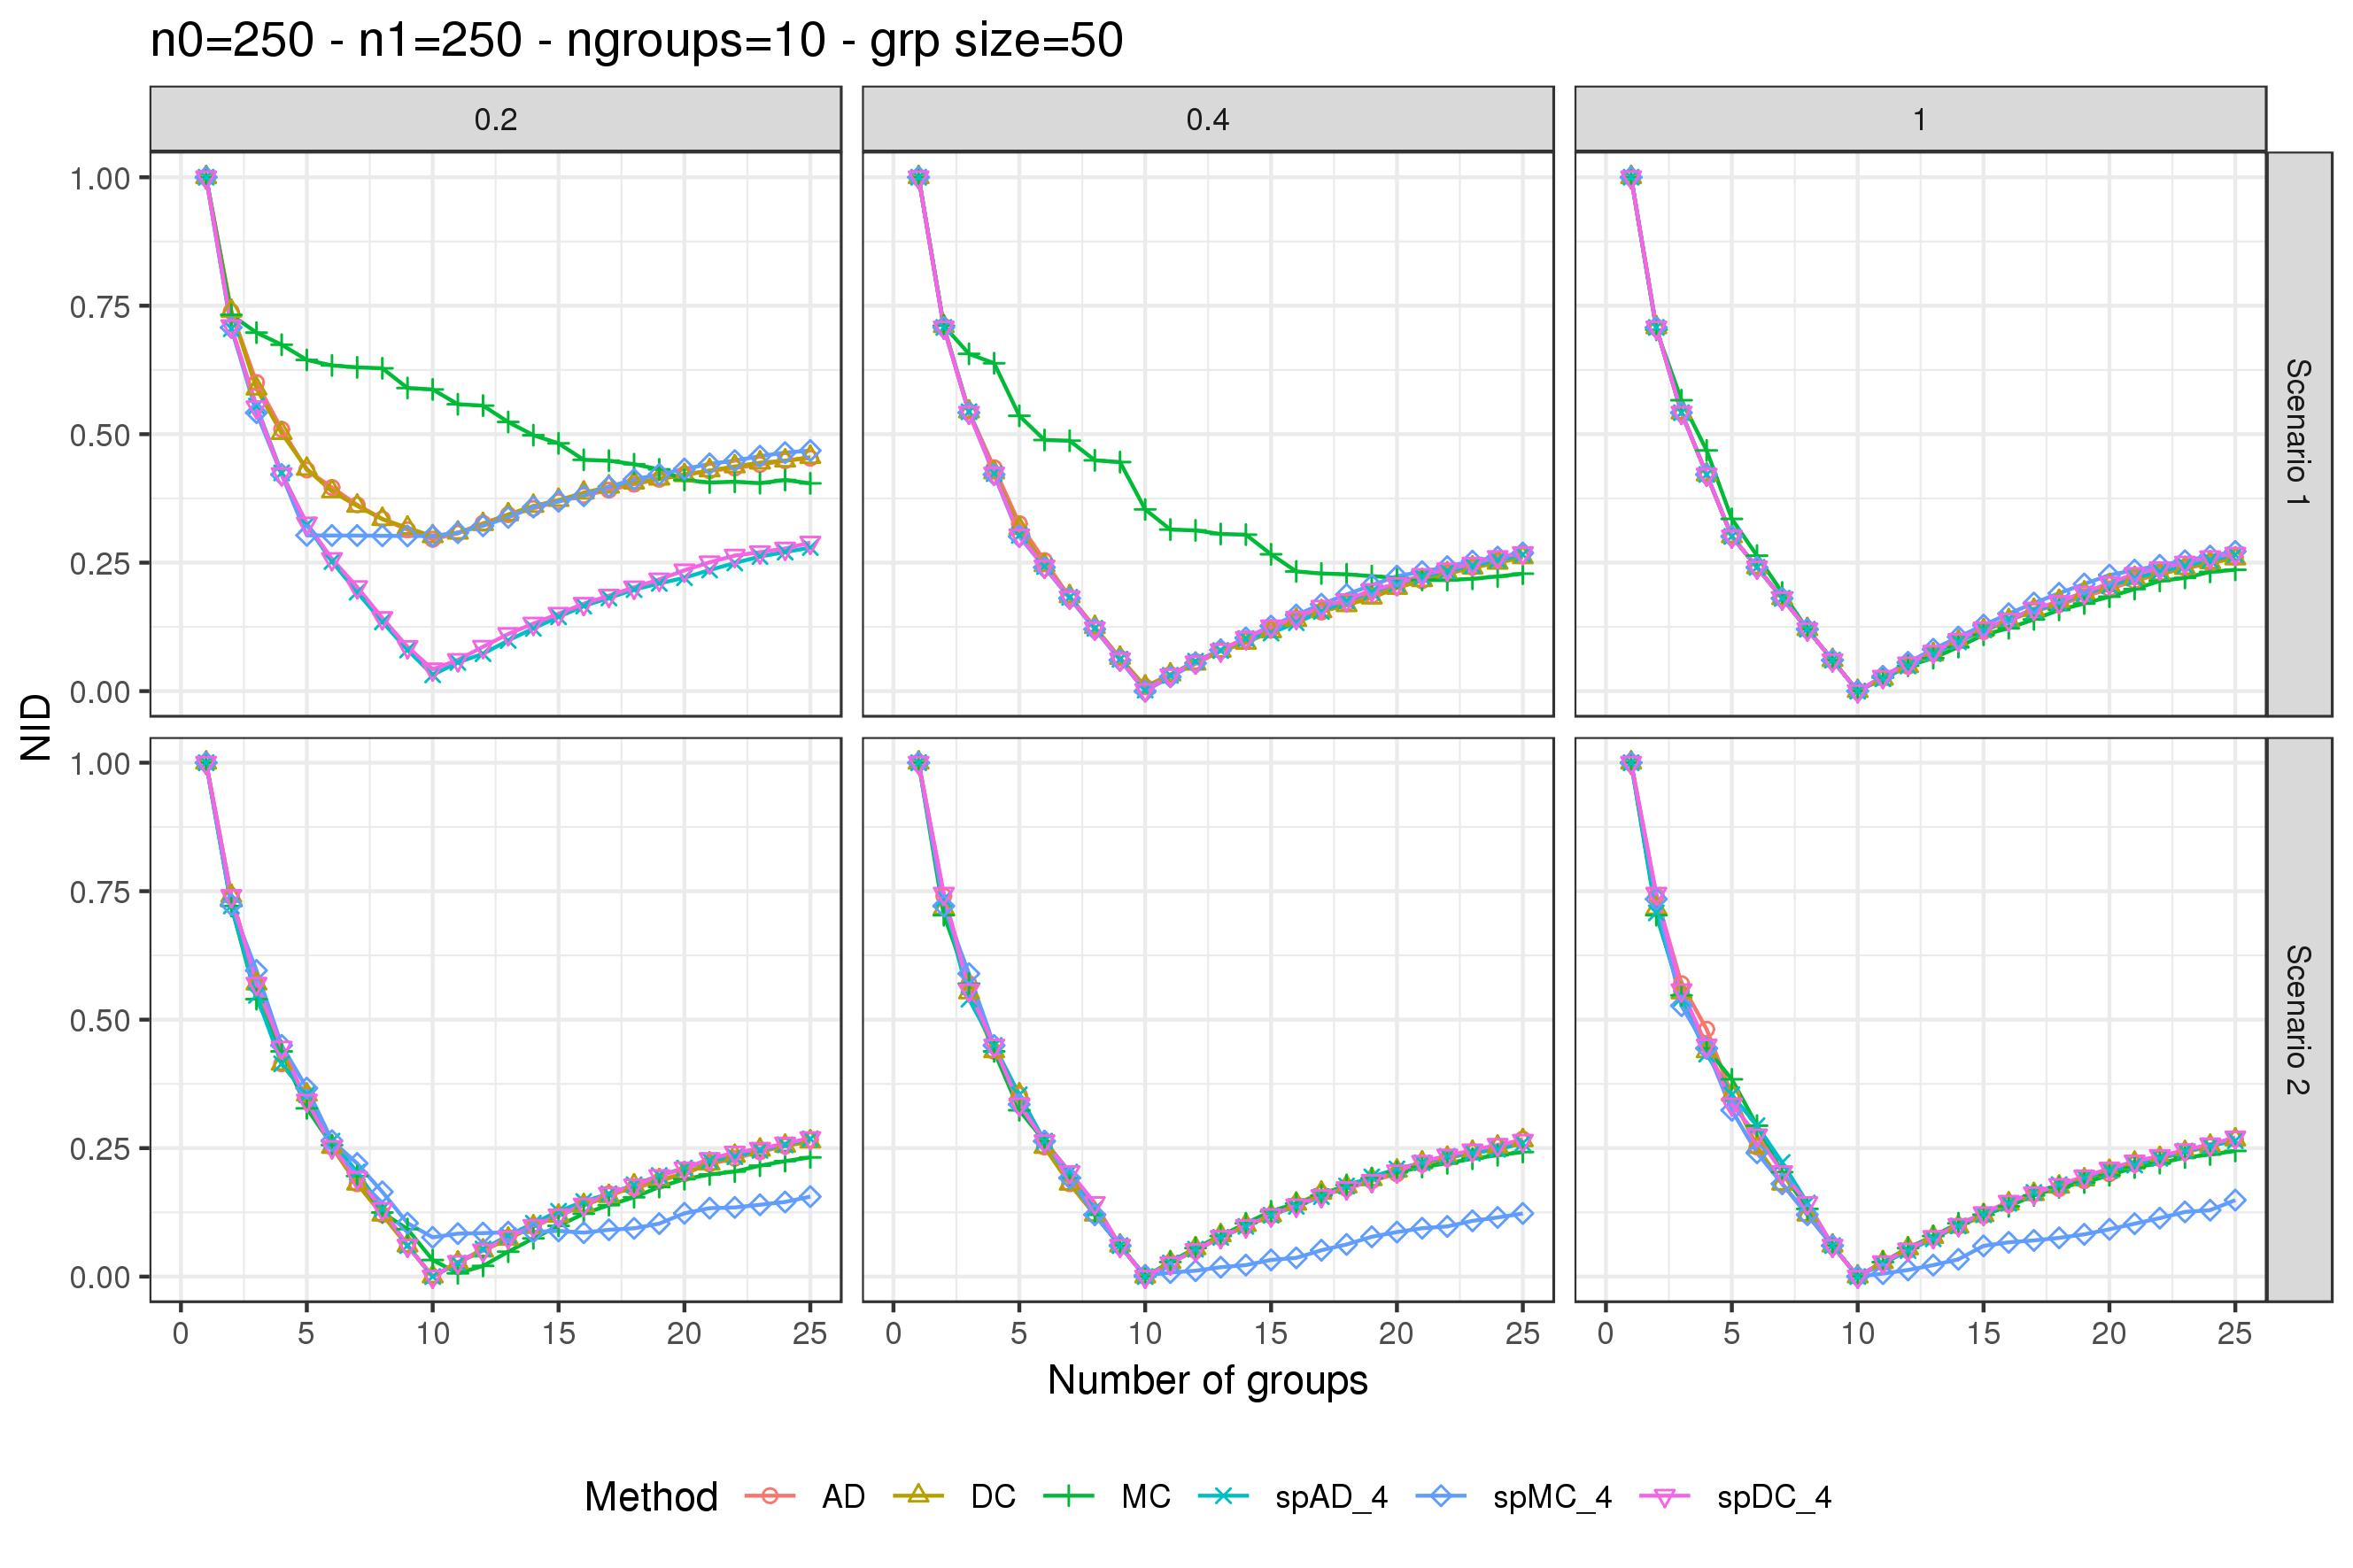 n0=250 - n1=250 - ngroups=10 - grp size=50
0.2 0.4 1
1.00
0.75
0.50
0.25
0.00
Scenario 1
NID
1.00
0.75
0.50
0.25
0.00
Scenario 2
0 5 10 15 20 25 0 5 10 15 20 25 0 5 10 15 20 25
Number of groups
Method AD DC MC spAD_4 spMC_4 spDC_4